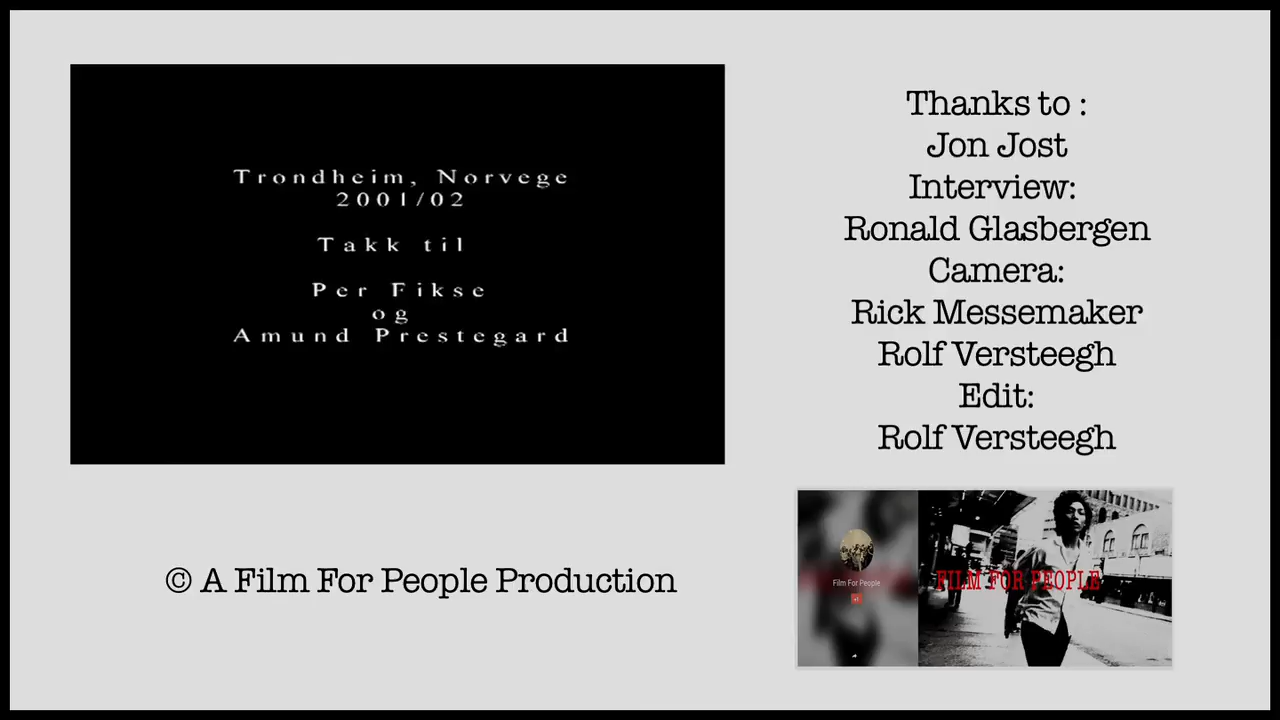 Trondheim, Norvege
2001/02
Takk til
Per Fikse
og
Amund Prestegard
Thanks to :
Jon Jost
Interview:
Ronald Glasbergen
Camera:
Rick Messemaker
Rolf Versteegh
Edit:
Rolf Versteegh
© A Film For People Production
Film For People
FILM FOR PEOPLE